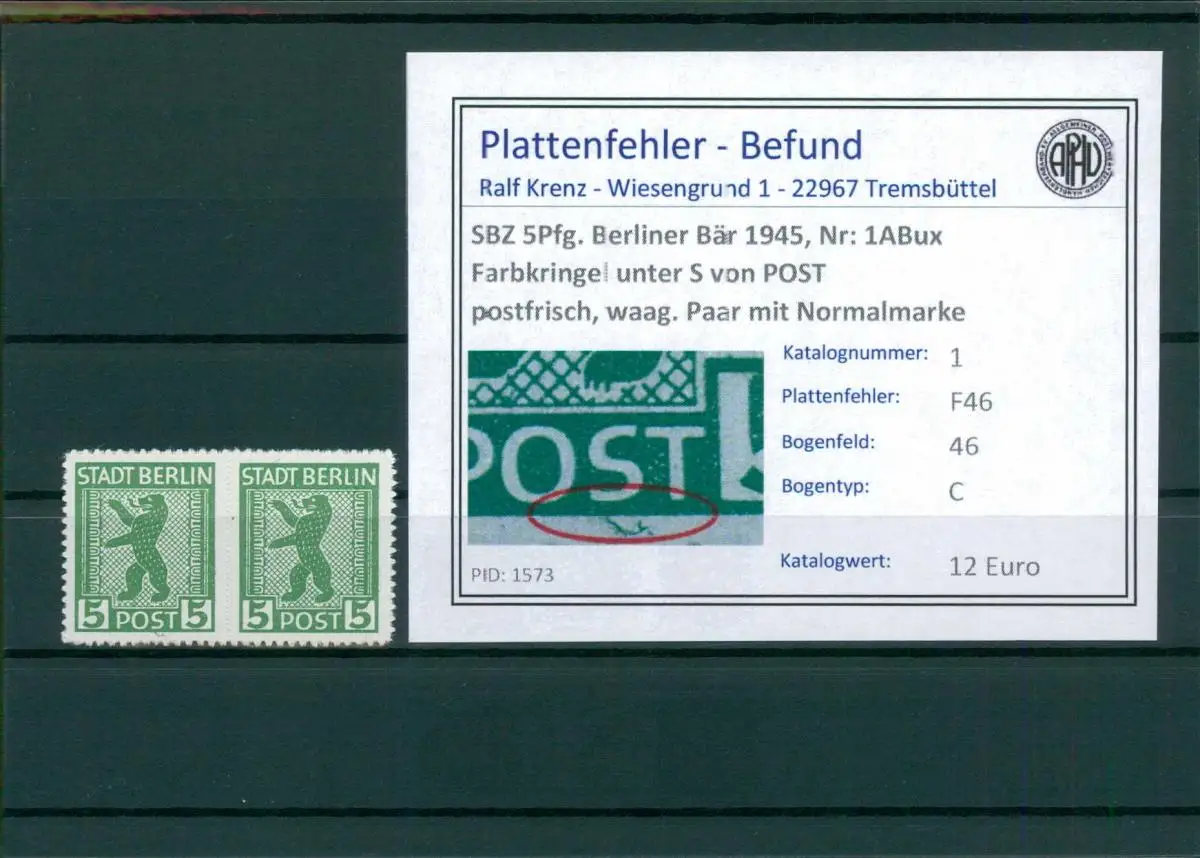 STADT BERLIN STADT BERLIN
5 POST 5 5 POST 5
Plattenfehler - Befund
Ralf Krenz - Wiesengrund 1 - 22967 Tremsbüttel
APHV
SBZ 5Pfg. Berliner Bär 1945, Nr: 1ABux
Farbkringel unter S von POST
postfrisch, waag. Paar mit Normalmarke
POST
Katalognummer: 1
Plattenfehler: F46
Bogenfeld: 46
Bogentyp: C
Katalogwert: 12 Euro
PID: 1573